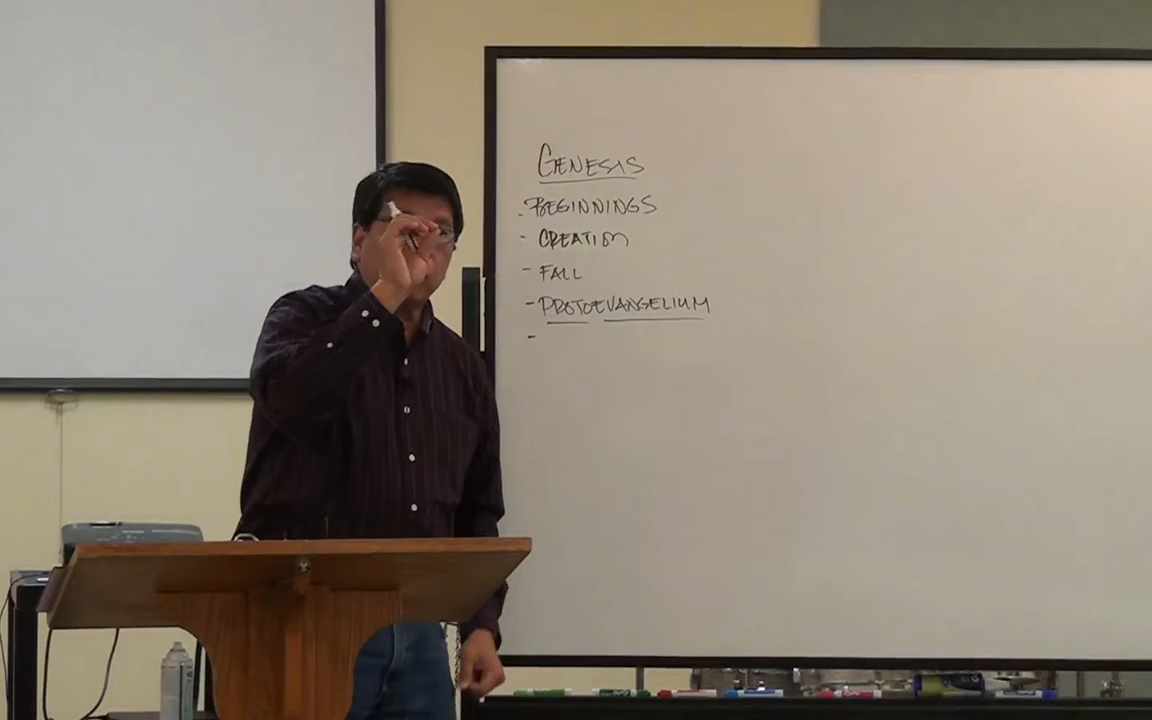 GENESIS
- BEGINNINGS
- CREATION
- FALL
- PROTOEVANGELIUM
-